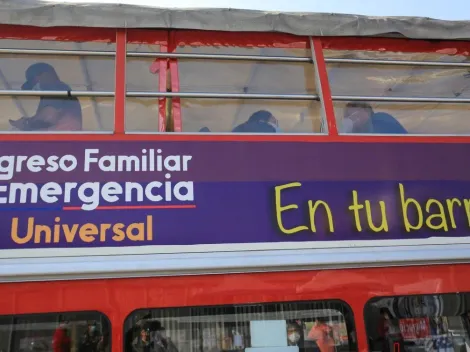 greso Familiar
Emergencia
Universal
En tu barr